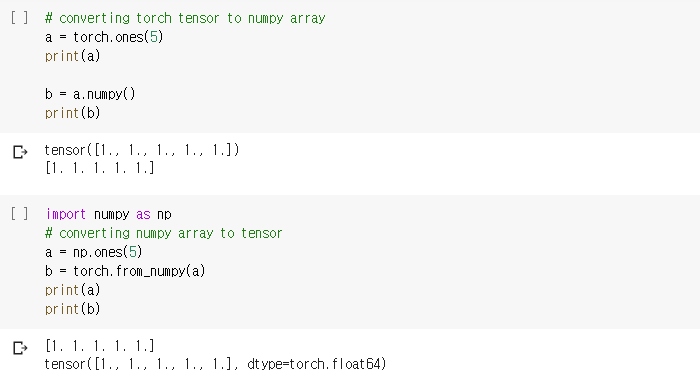 [ ] # converting torch tensor to numpy array
a = torch.ones(5)
print(a)
b = a.numpy()
print(b)
tensor([1., 1., 1., 1., 1.])
[1. 1. 1. 1. 1.]
[ ] import numpy as np
# converting numpy array to tensor
a = np.ones(5)
b = torch.from_numpy(a)
print(a)
print(b)
[1. 1. 1. 1. 1.]
tensor([1., 1., 1., 1., 1.], dtype=torch.float64)